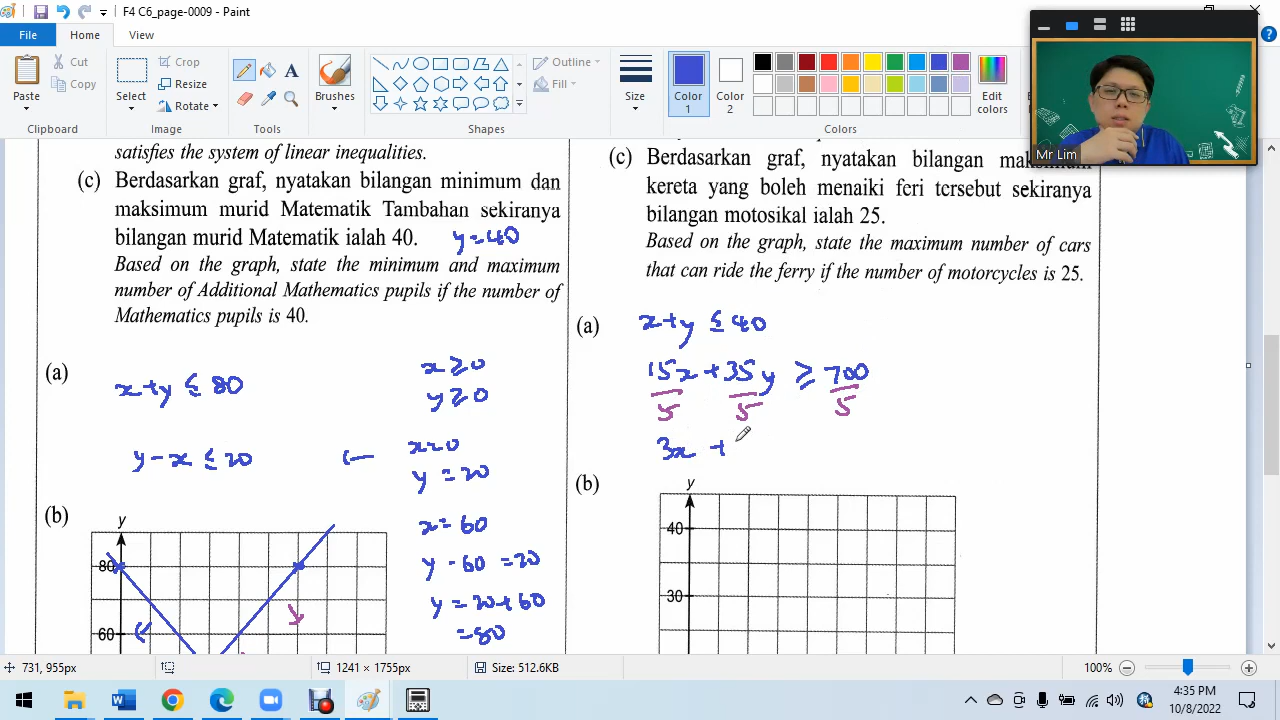 F4 C6_page-0009 - Paint
File
Home
View
Paste
Cut
Copy
Clipboard
Select
Crop
Resize
Rotate
Image
A
Tools
Brushes
Outline
Fill
Shapes
Size
Color 1
Color 2
Edit colors
Colors
Mr Lim
satisfies the system of linear inequalities.
(c) Berdasarkan graf, nyatakan bilangan minimum dan
maksimum murid Matematik Tambahan sekiranya
bilangan murid Matematik ialah 40. y=40
Based on the graph, state the minimum and maximum
number of Additional Mathematics pupils if the number of
Mathematics pupils is 40.
(a)
x+y ≤ 80
y-x ≤ 20
x ≥ 0
y ≥ 0
x=0
y = 20
x = 60
y - 60 = 20
y = 20+60
= 80
(b)
y
80
60
(c) Berdasarkan graf, nyatakan bilangan maksimum
kereta yang boleh menaiki feri tersebut sekiranya
bilangan motosikal ialah 25.
Based on the graph, state the maximum number of cars
that can ride the ferry if the number of motorcycles is 25.
(a) x+y ≤ 40
15x + 35y ≥ 700
5 5 5
3x +
(b)
y
40
30
731, 955px
1241 × 1755px
Size: 512.6KB
100%
4:35 PM
10/8/2022